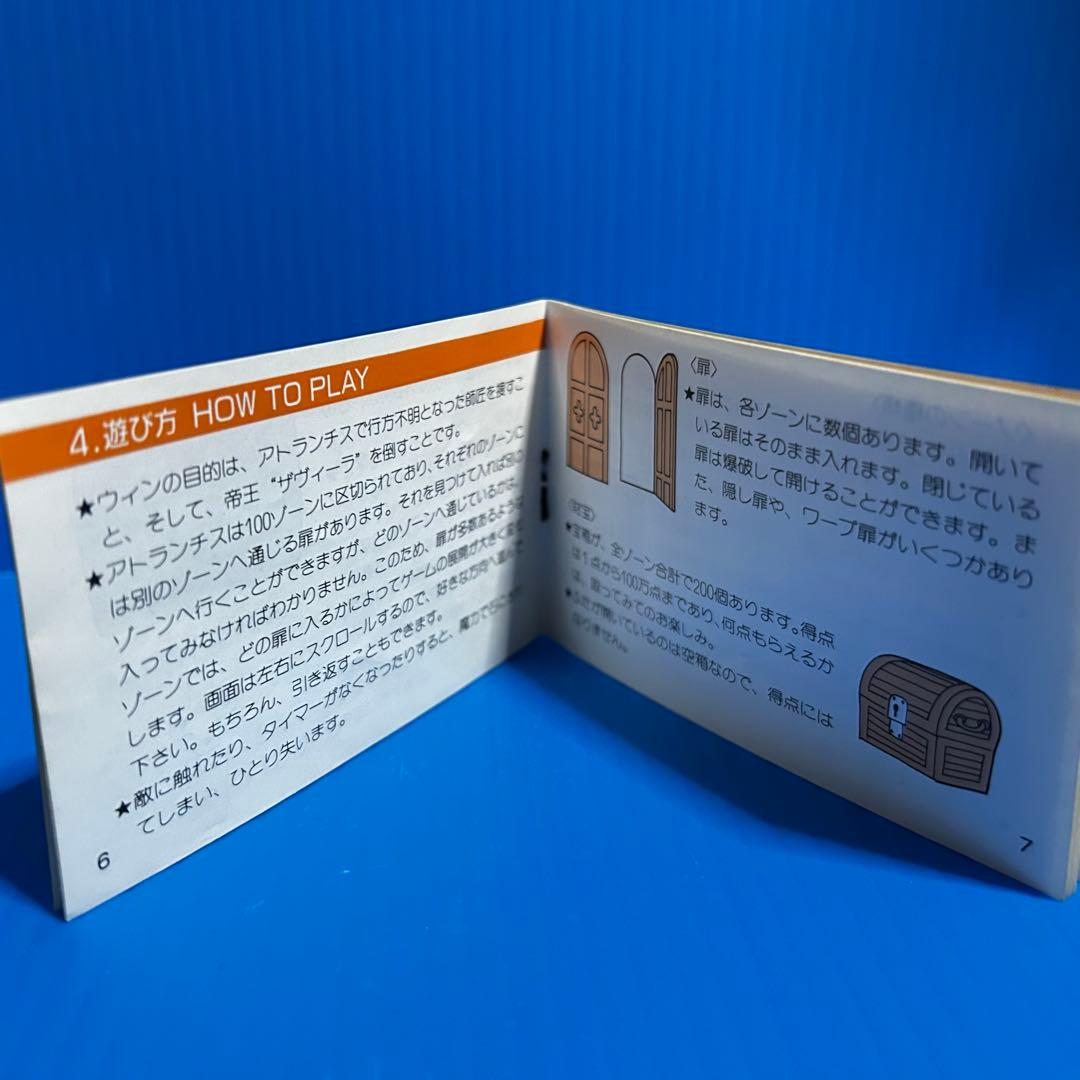 4.遊び方 HOW TO PLAY
★ウィンの目的は、アトランチスで行方不明となった師匠を捜すこ
と、そして、帝王“ザヴィーラ”を倒すことです。
★アトランチスは100ゾーンに区切られており、それぞれのゾーンに
は別のゾーンへ通じる扉があります。それを見つけて入れば別の
ゾーンへ行くことができますが、どのゾーンへ通じているかは、
入ってみなければわかりません。このため、扉が多数あるような
ゾーンでは、どの扉に入るかによってゲームの展開が大きく変化
します。画面は左右にスクロールするので、好きな方向へ進んで
下さい。もちろん、引き返すこともできます。
★敵に触れたり、タイマーがなくなったりすると、魔力で
てしまい、ひとり失います。
6
〈扉〉
★扉は、各ゾーンに数個あります。開いて
いる扉はそのまま入れます。閉じている
扉は爆破して開けることができます。ま
た、隠し扉や、ワープ扉がいくつかあり
ます。
〈財宝〉
★宝箱が、全ゾーン合計で200個あります。得点
は1点から100万点まであり、何点もらえるか
は、取ってみてのお楽しみ。
★ふたが開いているのは空箱なので、得点には
なりません。
7